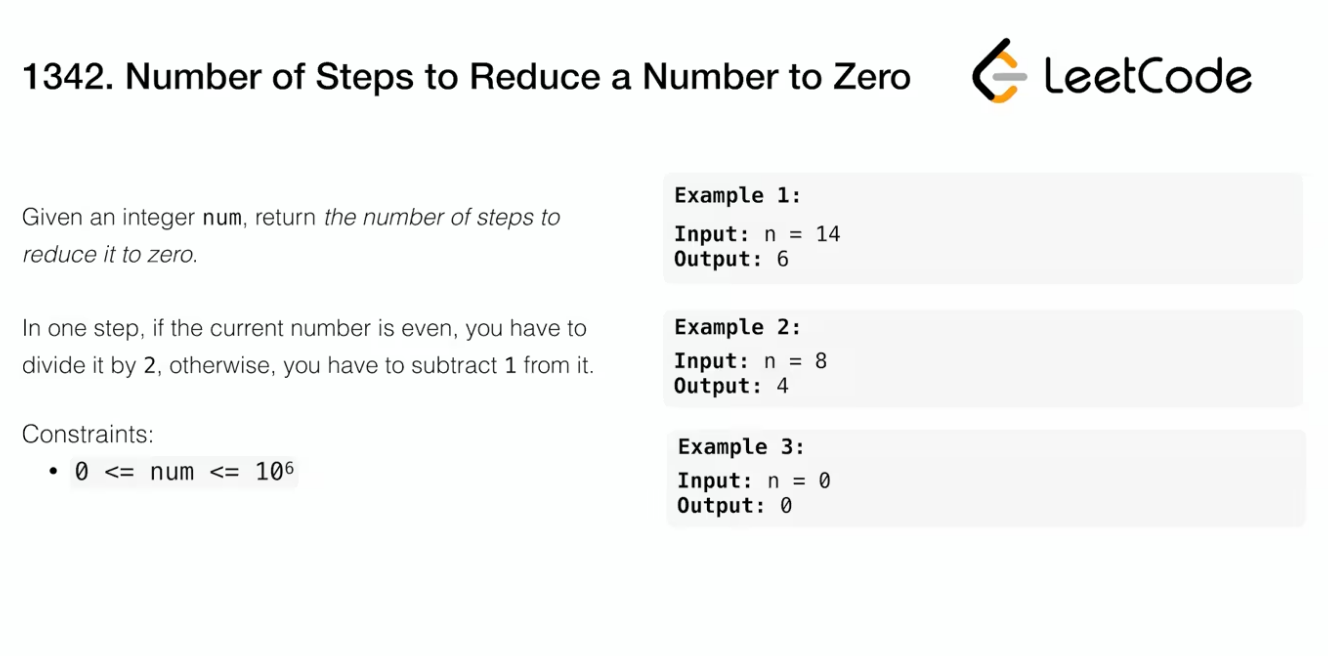 1342. Number of Steps to Reduce a Number to Zero
LeetCode
Given an integer num, return the number of steps to
reduce it to zero.
In one step, if the current number is even, you have to
divide it by 2, otherwise, you have to subtract 1 from it.
Constraints:
• 0 <= num <= 10⁶
Example 1:
Input: n = 14
Output: 6
Example 2:
Input: n = 8
Output: 4
Example 3:
Input: n = 0
Output: 0